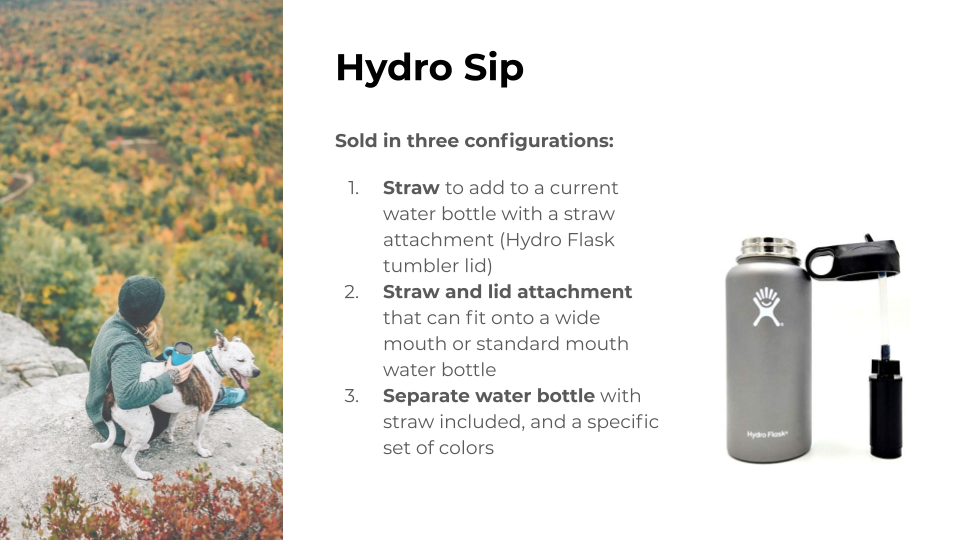 Hydro Sip
Sold in three configurations:
1. Straw to add to a current
water bottle with a straw
attachment (Hydro Flask
tumbler lid)
2. Straw and lid attachment
that can fit onto a wide
mouth or standard mouth
water bottle
3. Separate water bottle with
straw included, and a specific
set of colors
Hydro Flask